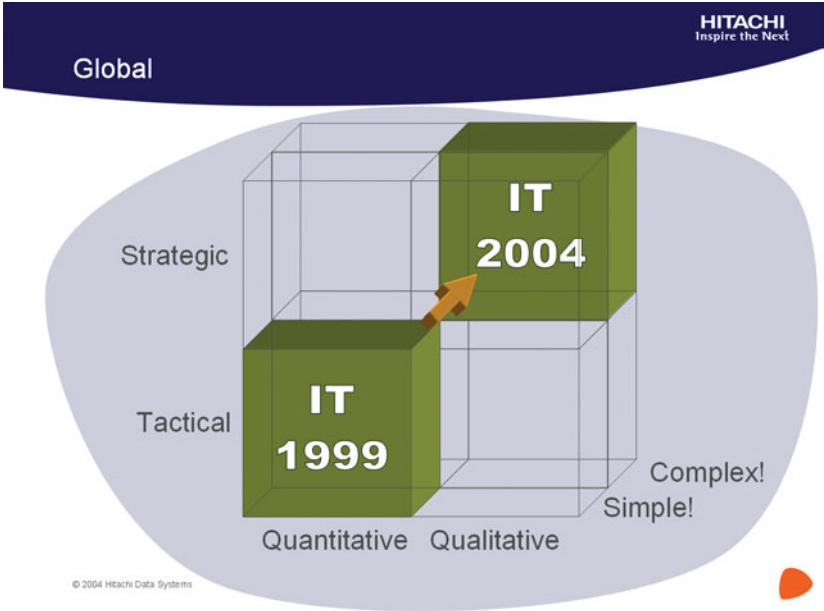 HITACHI
Inspire the Next
Global
Strategic
IT
2004
Tactical
IT
1999
Complex!
Simple!
Quantitative Qualitative
© 2004 Hitachi Data Systems